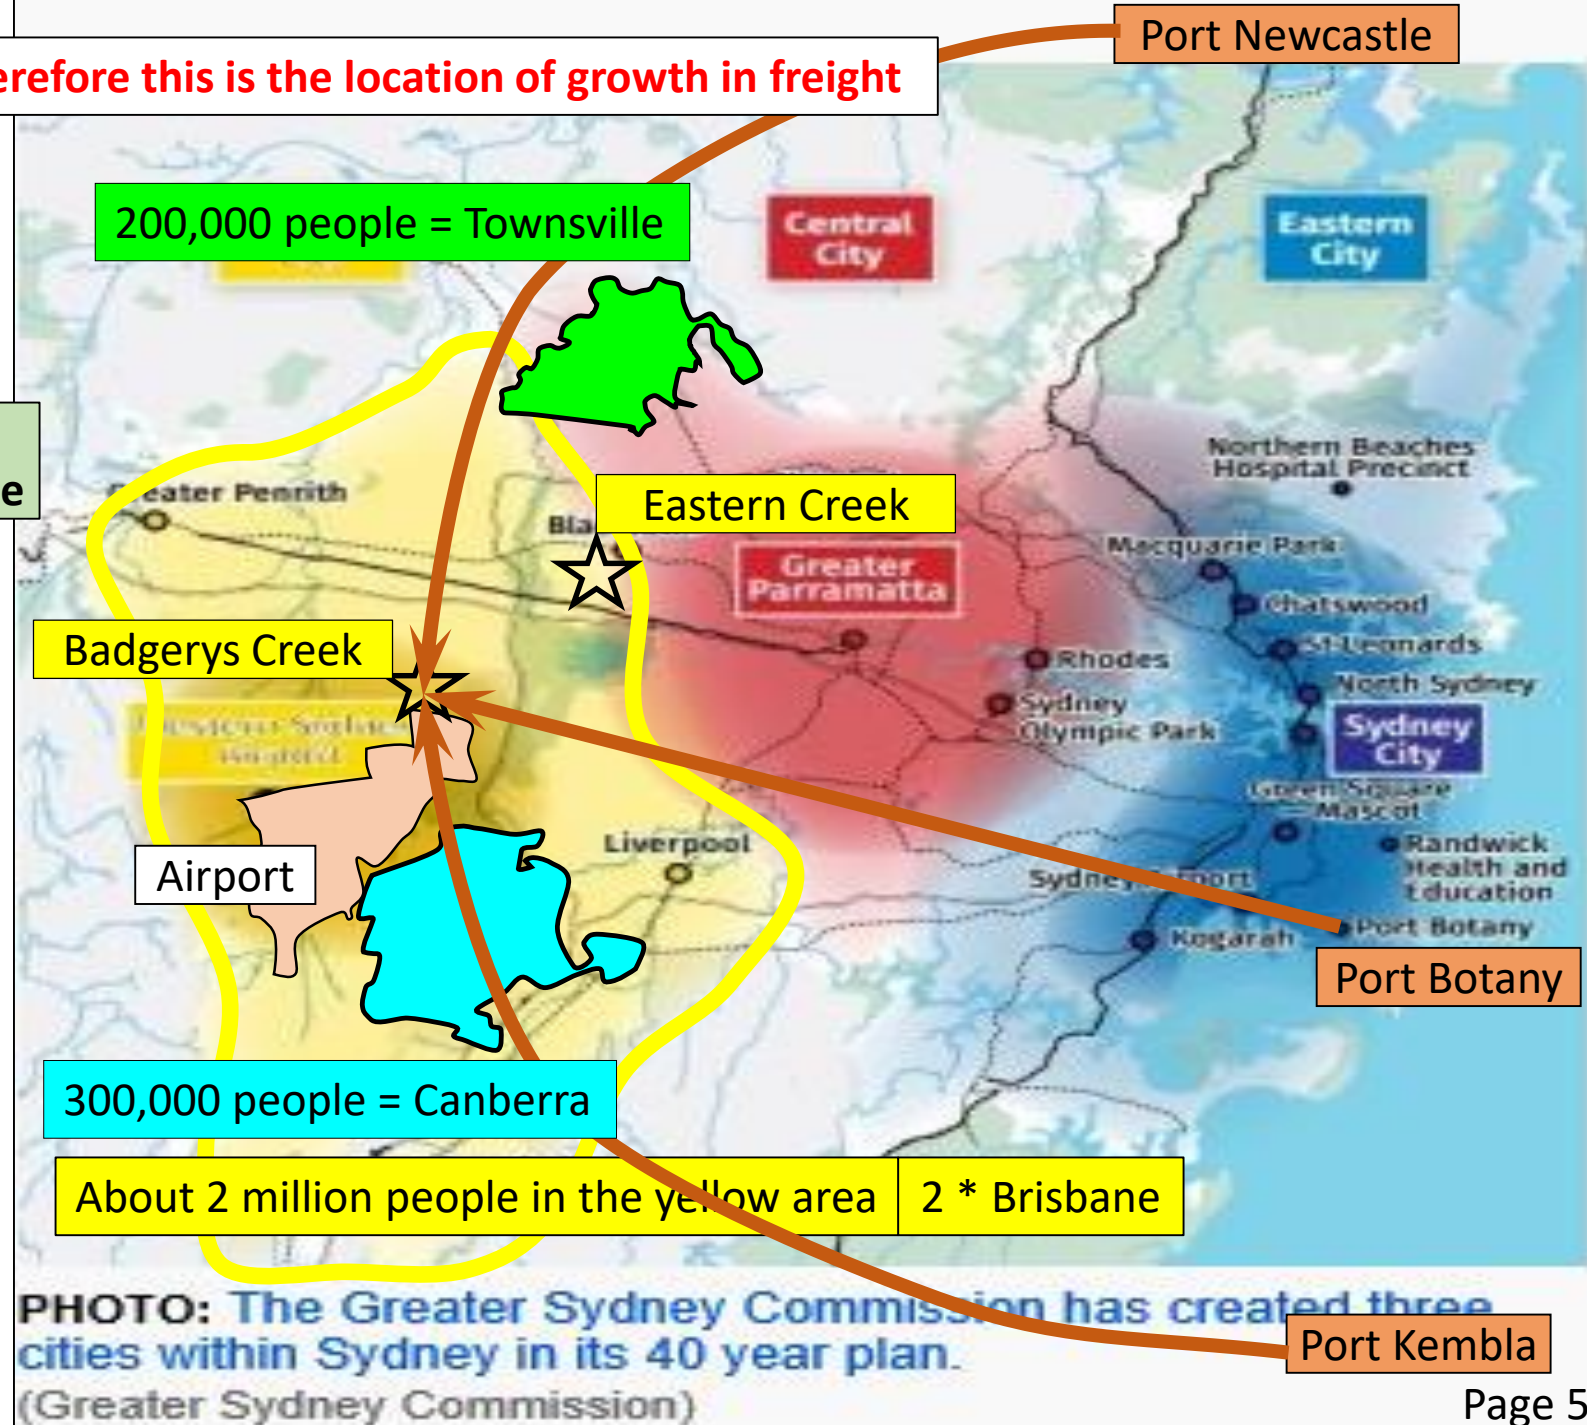 Port Newcastle
erefore this is the location of growth in freight
200,000 people = Townsville
Central
City
Eastern
City
e
Northern Beaches
Hospital Precinct
Greater Penrith
Eastern Creek
Bla
Macquarie Park
Greater
Parramatta
Chatswood
St Leonards
Badgerys Creek
Rhodes
North Sydney
Sydney
Olympic Park
Sydney
City
Green Square
Mascot
Liverpool
Randwick
Health and
Education
Airport
Sydney
Port Botany
Kogarah
Port Botany
300,000 people = Canberra
About 2 million people in the yellow area
2 * Brisbane
PHOTO: The Greater Sydney Commission has created three
cities within Sydney in its 40 year plan.
(Greater Sydney Commission)
Port Kembla
Page 5